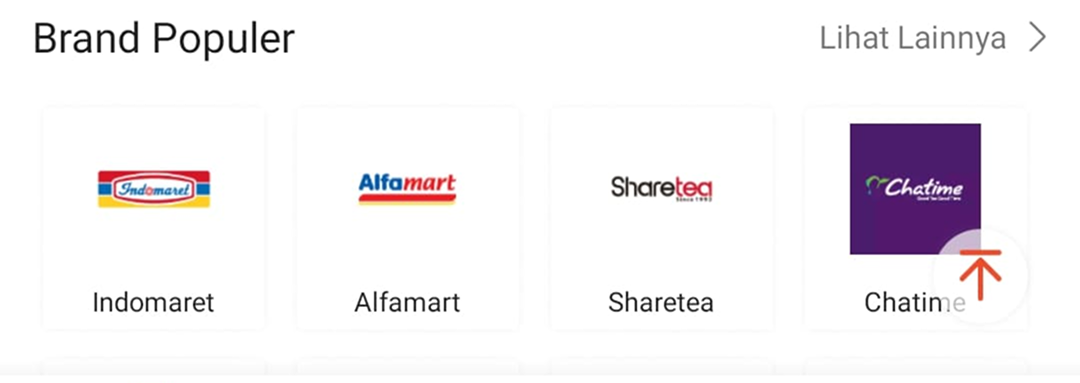 Brand Populer
Lihat Lainnya
Indomaret
Alfamart
Sharetea
Since 1992
Chatime
Indomaret
Alfamart
Sharetea
Chatime